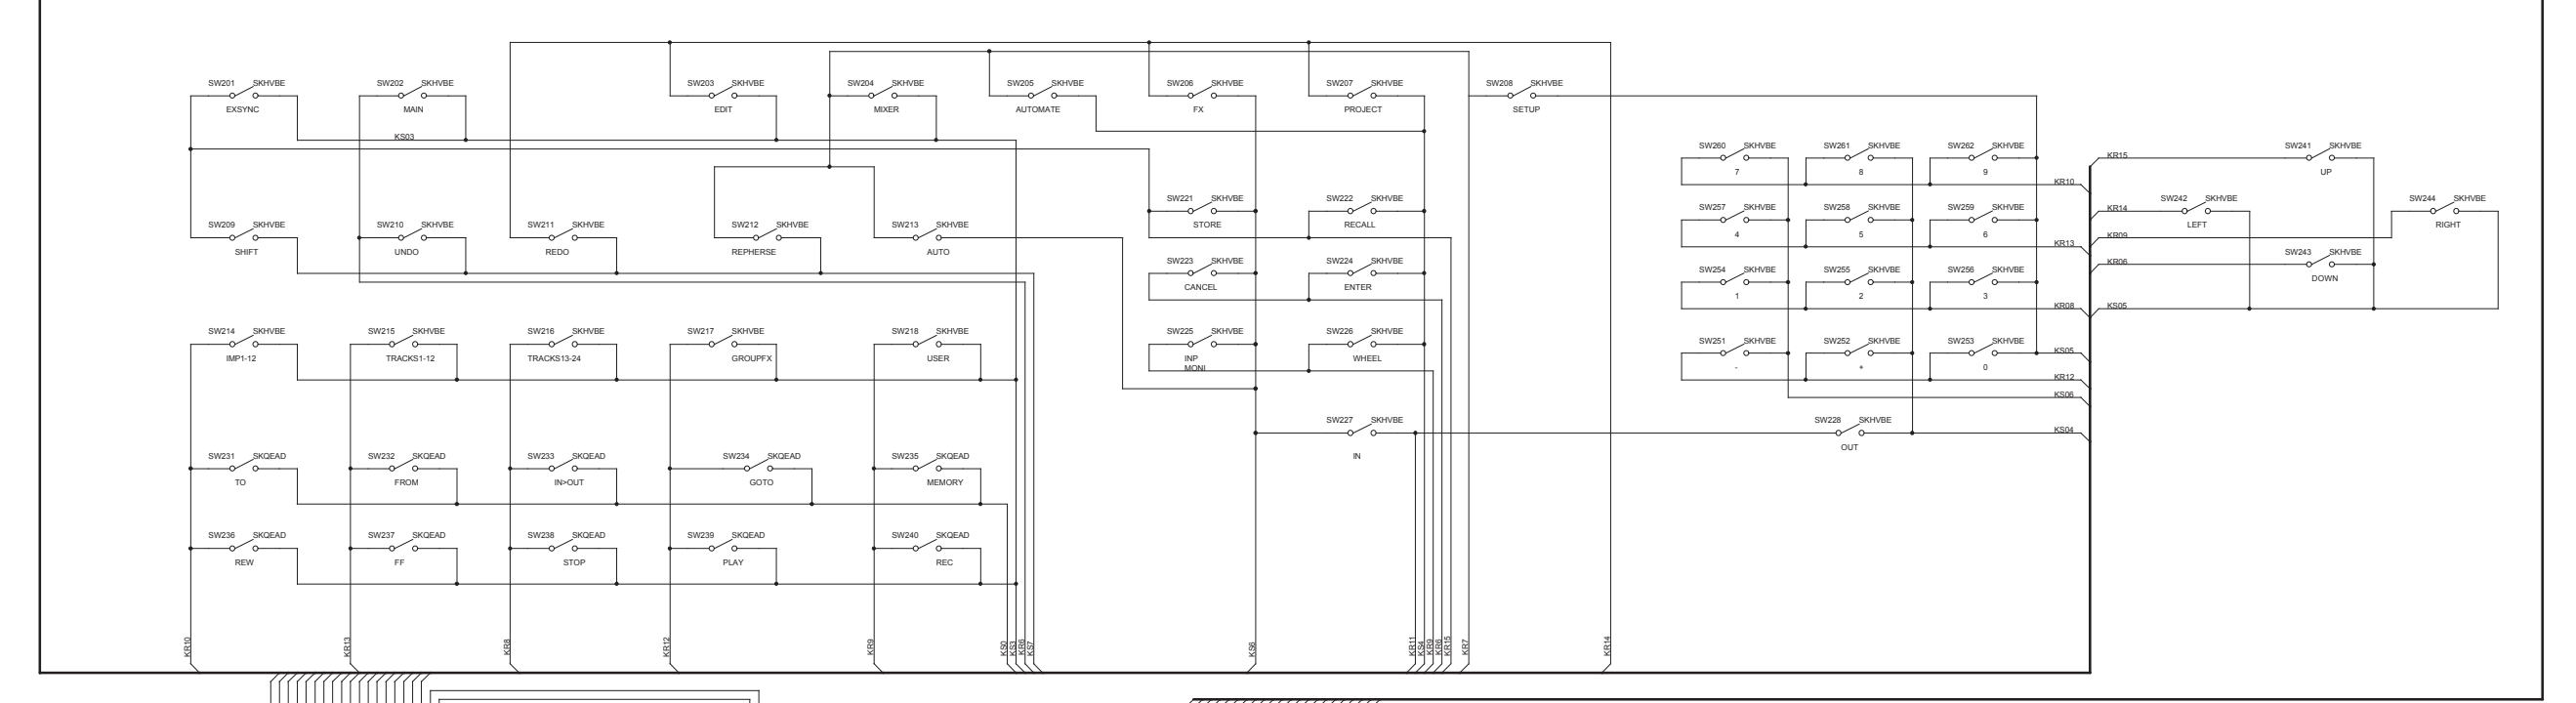 SW201 SKHVBE
EXSYNC
SW202 SKHVBE
MAIN
SW203 SKHVBE
EDIT
SW204 SKHVBE
MIXER
SW205 SKHVBE
AUTOMATE
SW206 SKHVBE
FX
SW207 SKHVBE
PROJECT
SW208 SKHVBE
SETUP
KS03
SW260 SKHVBE
7
SW261 SKHVBE
8
SW262 SKHVBE
9
KR10
KR15
SW241 SKHVBE
UP
SW209 SKHVBE
SHIFT
SW210 SKHVBE
UNDO
SW211 SKHVBE
REDO
SW212 SKHVBE
REPHERSE
SW213 SKHVBE
AUTO
SW221 SKHVBE
STORE
SW222 SKHVBE
RECALL
SW257 SKHVBE
4
SW258 SKHVBE
5
SW259 SKHVBE
6
KR13
KR14
SW242 SKHVBE
LEFT
SW244 SKHVBE
RIGHT
KR09
SW223 SKHVBE
CANCEL
SW224 SKHVBE
ENTER
SW254 SKHVBE
1
SW255 SKHVBE
2
SW256 SKHVBE
3
KR08
KR06
SW243 SKHVBE
DOWN
KS05
SW214 SKHVBE
IMP1-12
SW215 SKHVBE
TRACKS1-12
SW216 SKHVBE
TRACKS13-24
SW217 SKHVBE
GROUPFX
SW218 SKHVBE
USER
SW225 SKHVBE
INP
MONI
SW226 SKHVBE
WHEEL
SW251 SKHVBE
-
SW252 SKHVBE
+
SW253 SKHVBE
0
KS05
KR12
KS06
SW227 SKHVBE
IN
SW228 SKHVBE
OUT
KS04
SW231 SKQEAD
TO
SW232 SKQEAD
FROM
SW233 SKQEAD
IN>OUT
SW234 SKQEAD
GOTO
SW235 SKQEAD
MEMORY
SW236 SKQEAD
REW
SW237 SKQEAD
FF
SW238 SKQEAD
STOP
SW239 SKQEAD
PLAY
SW240 SKQEAD
REC
KR10
KR13
KR8
KR12
KR9
KS0
KS3
KR6
KS7
KS6
KR11
KS4
KR9
KR6
KR15
KR7
KR14